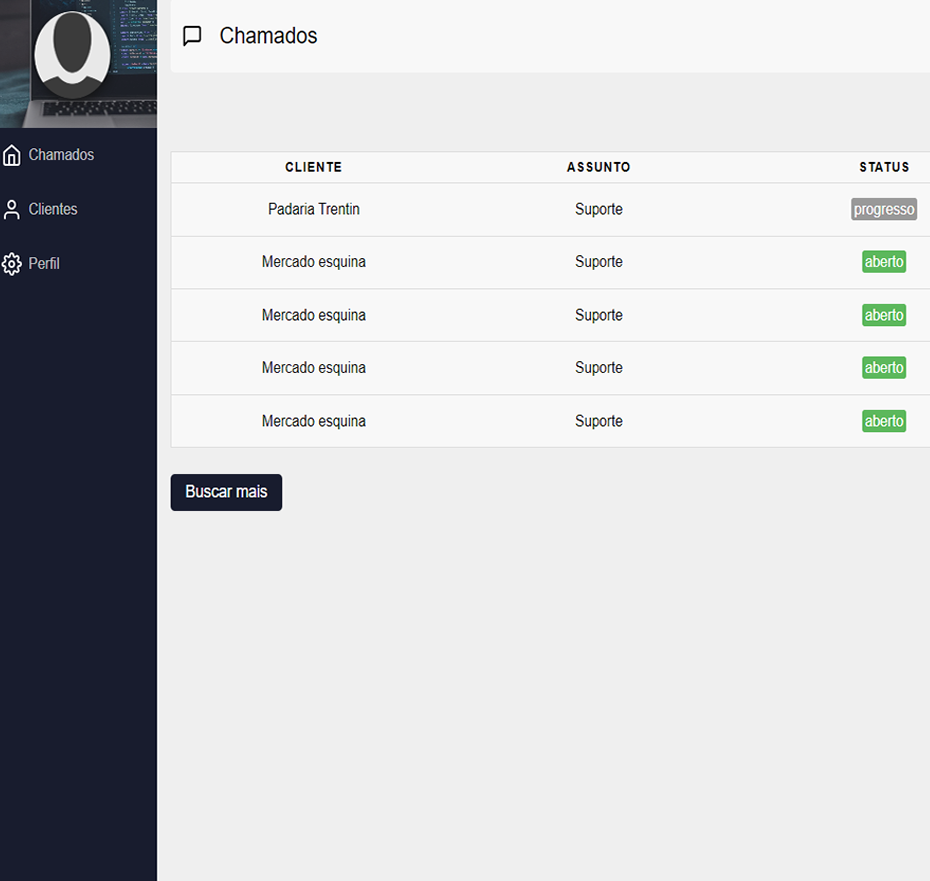 Chamados
Chamados
Clientes
Perfil
CLIENTE ASSUNTO STATUS
Padaria Trentin Suporte progresso
Mercado esquina Suporte aberto
Mercado esquina Suporte aberto
Mercado esquina Suporte aberto
Mercado esquina Suporte aberto
Buscar mais